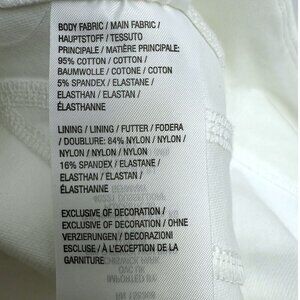 BODY FABRIC / MAIN FABRIC /
HAUPTSTOFF / TESSUTO
PRINCIPALE / MATIÈRE PRINCIPALE:
95% COTTON / COTTON /
BAUMWOLLE / COTONE / COTON
5% SPANDEX / ELASTANE /
ELASTHAN / ELASTAN /
ÉLASTHANNE
LINING / LINING / FUTTER / FODERA
/ DOUBLURE: 84% NYLON / NYLON /
NYLON / NYLON / NYLON
16% SPANDEX / ELASTANE /
ELASTHAN / ELASTAN /
ÉLASTHANNE
EXCLUSIVE OF DECORATION /
EXCLUSIVE OF DECORATION / OHNE
VERZIERUNGEN / DECORAZIONI
ESCLUSE / À L'EXCEPTION DE LA
GARNITURE